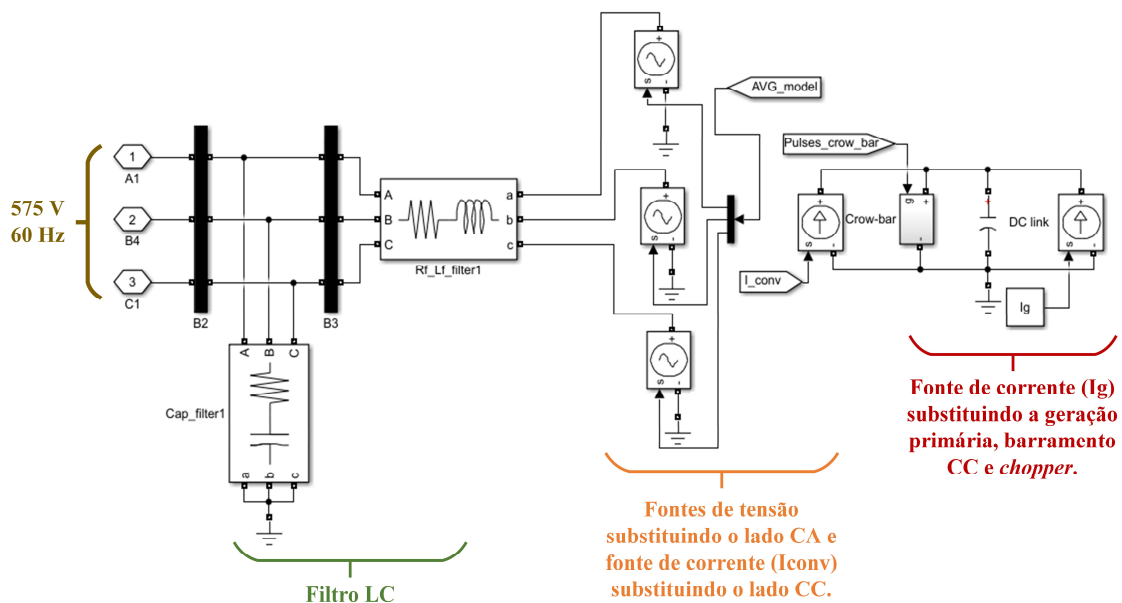 575 V
60 Hz
1
A1
2
B4
3
C1
B2
B3
A B C
Cap_filter1
a b c
A
B
C
a
b
c
Rf_Lf_filter1
+
s
-
+
s
-
+
s
-
AVG_model
Pulses_crow_bar
I_conv
+
s
-
Crow-bar
g
+
-
+
DC link
+
s
-
Ig
Filtro LC
Fontes de tensão
substituindo o lado CA e
fonte de corrente (Iconv)
substituindo o lado CC.
Fonte de corrente (Ig)
substituindo a geração
primária, barramento
CC e chopper.